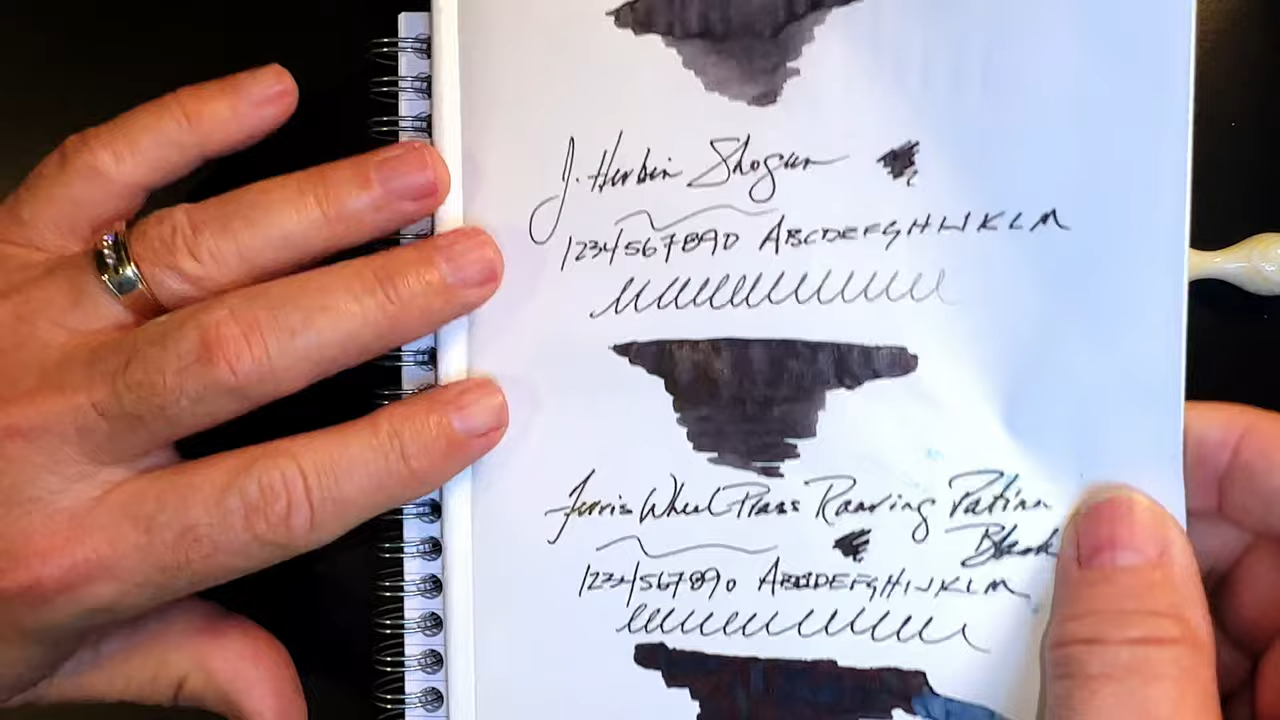 J. Herbin Shogun
1234567890 ABCDEFGHIJKLM
Ferris Wheel Press Roaring Patina
Black
1234567890 ABCDEFGHIJKLM